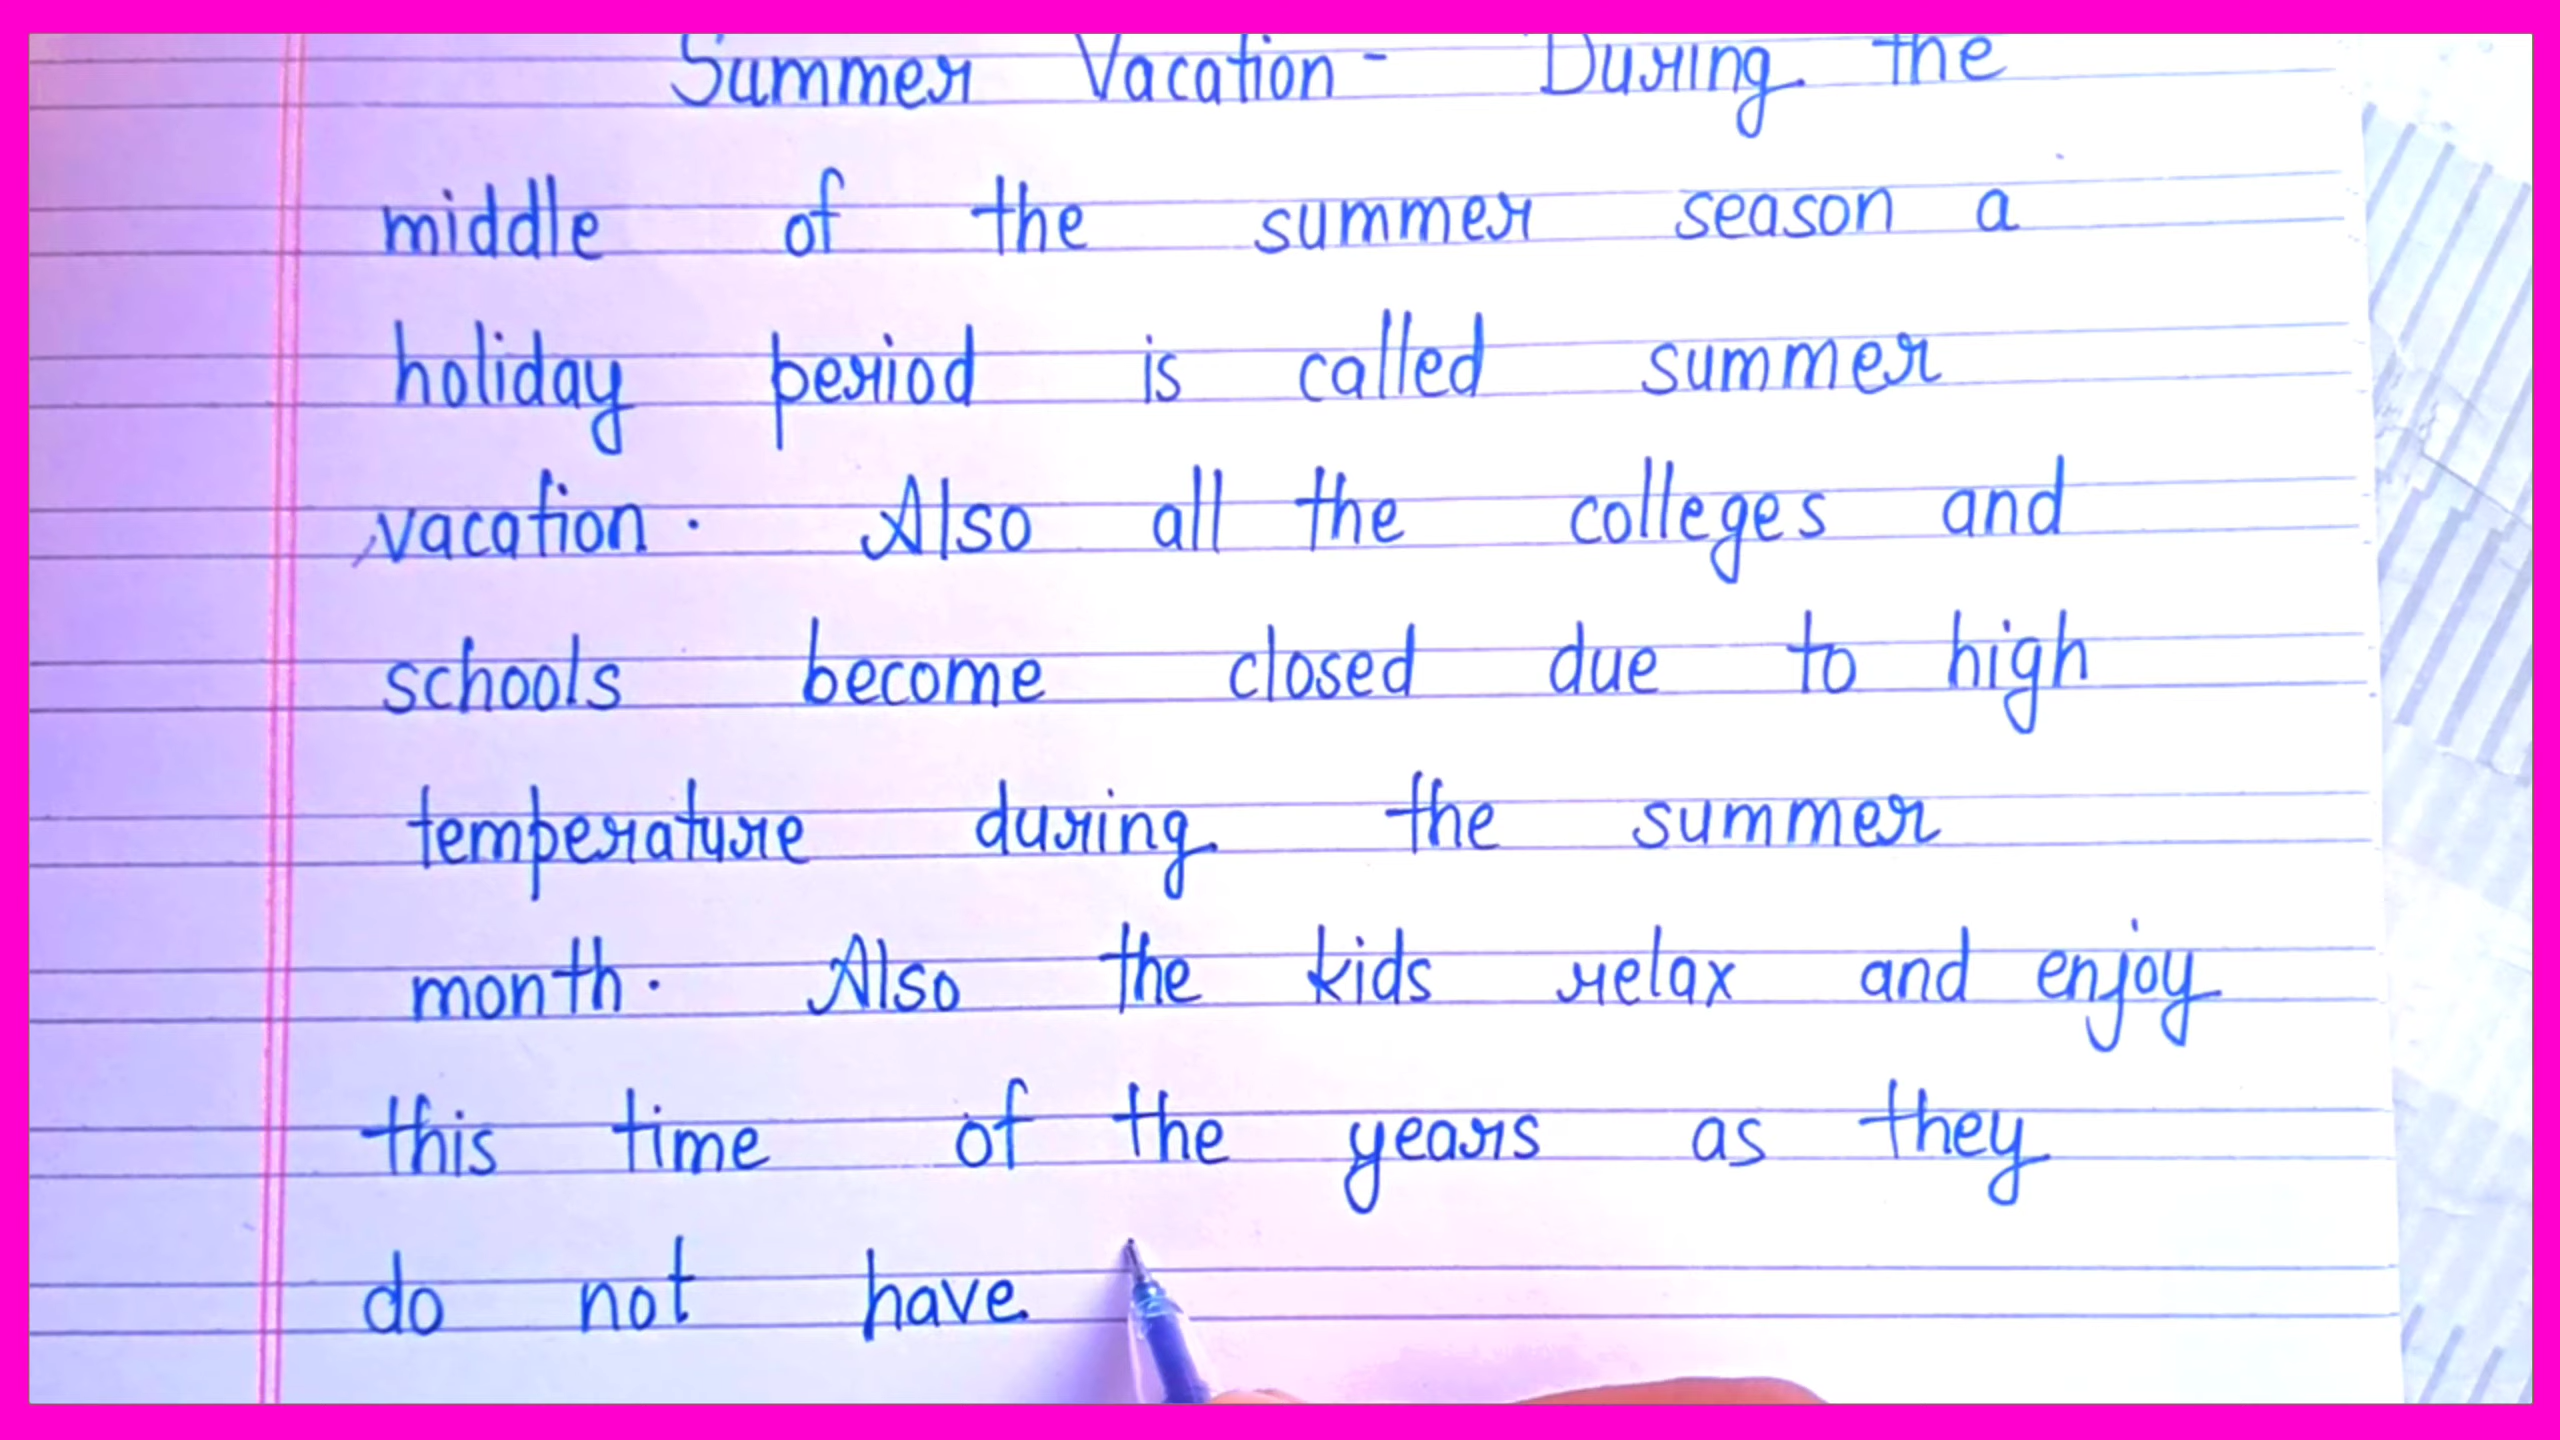 Summer Vacation - During the
middle of the summer season a
holiday period is called summer
vacation. Also all the colleges and
schools become closed due to high
temperature during the summer
month. Also the kids relax and enjoy
this time of the years as they
do not have